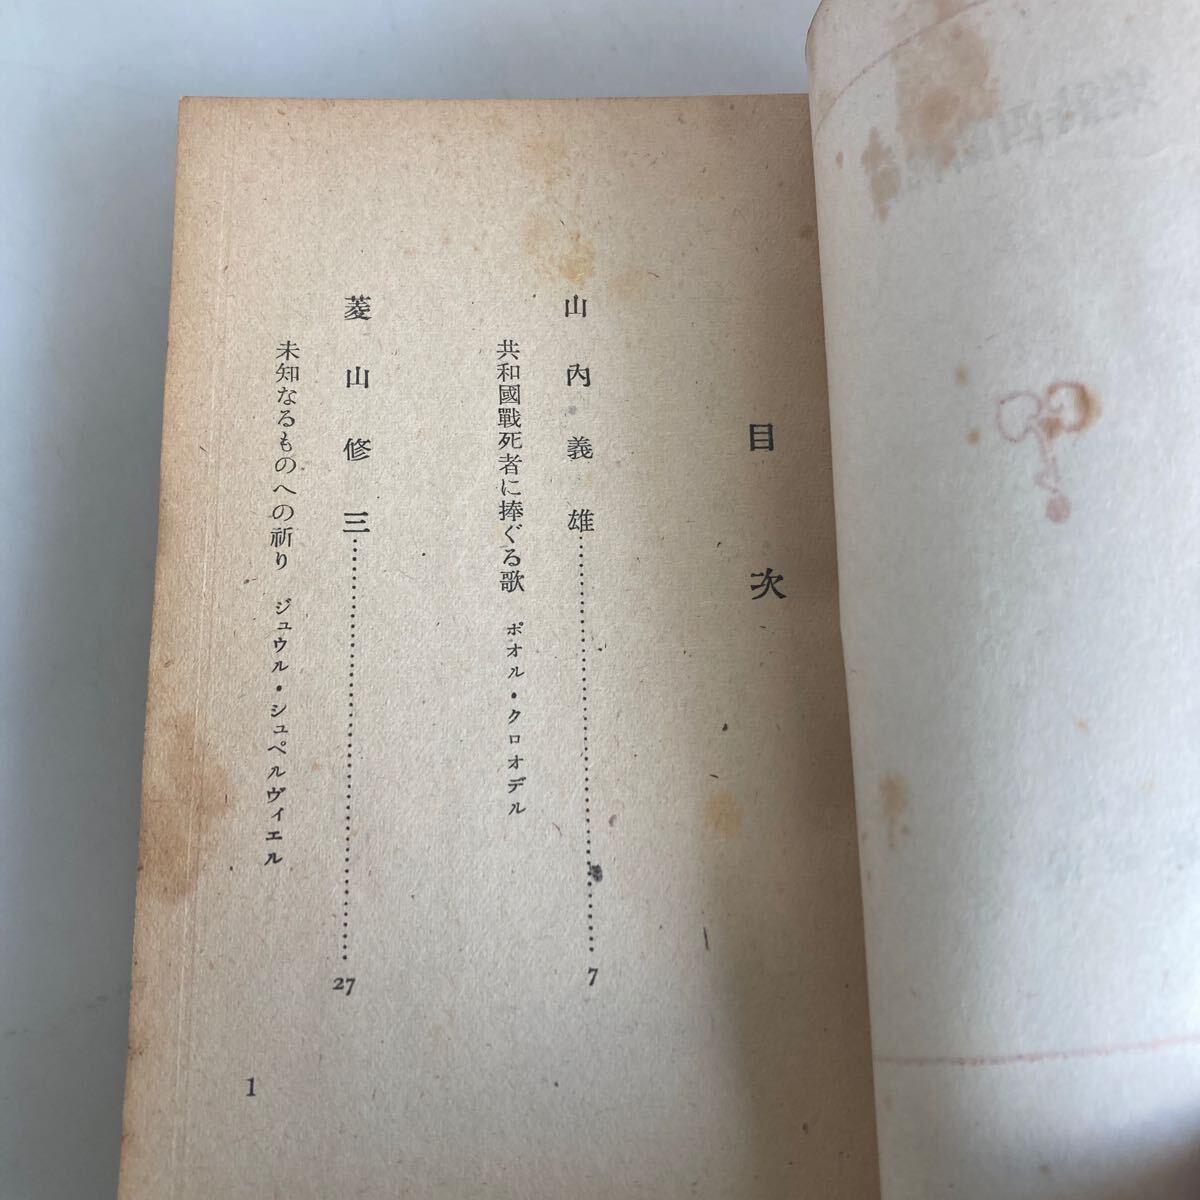 目次
山内義雄……………………7
共和國戰死者に捧ぐる歌 ポオル・クロオデル
菱山修三……………………27
未知なるものへの祈り ジュウル・シュペルヴィエル
1